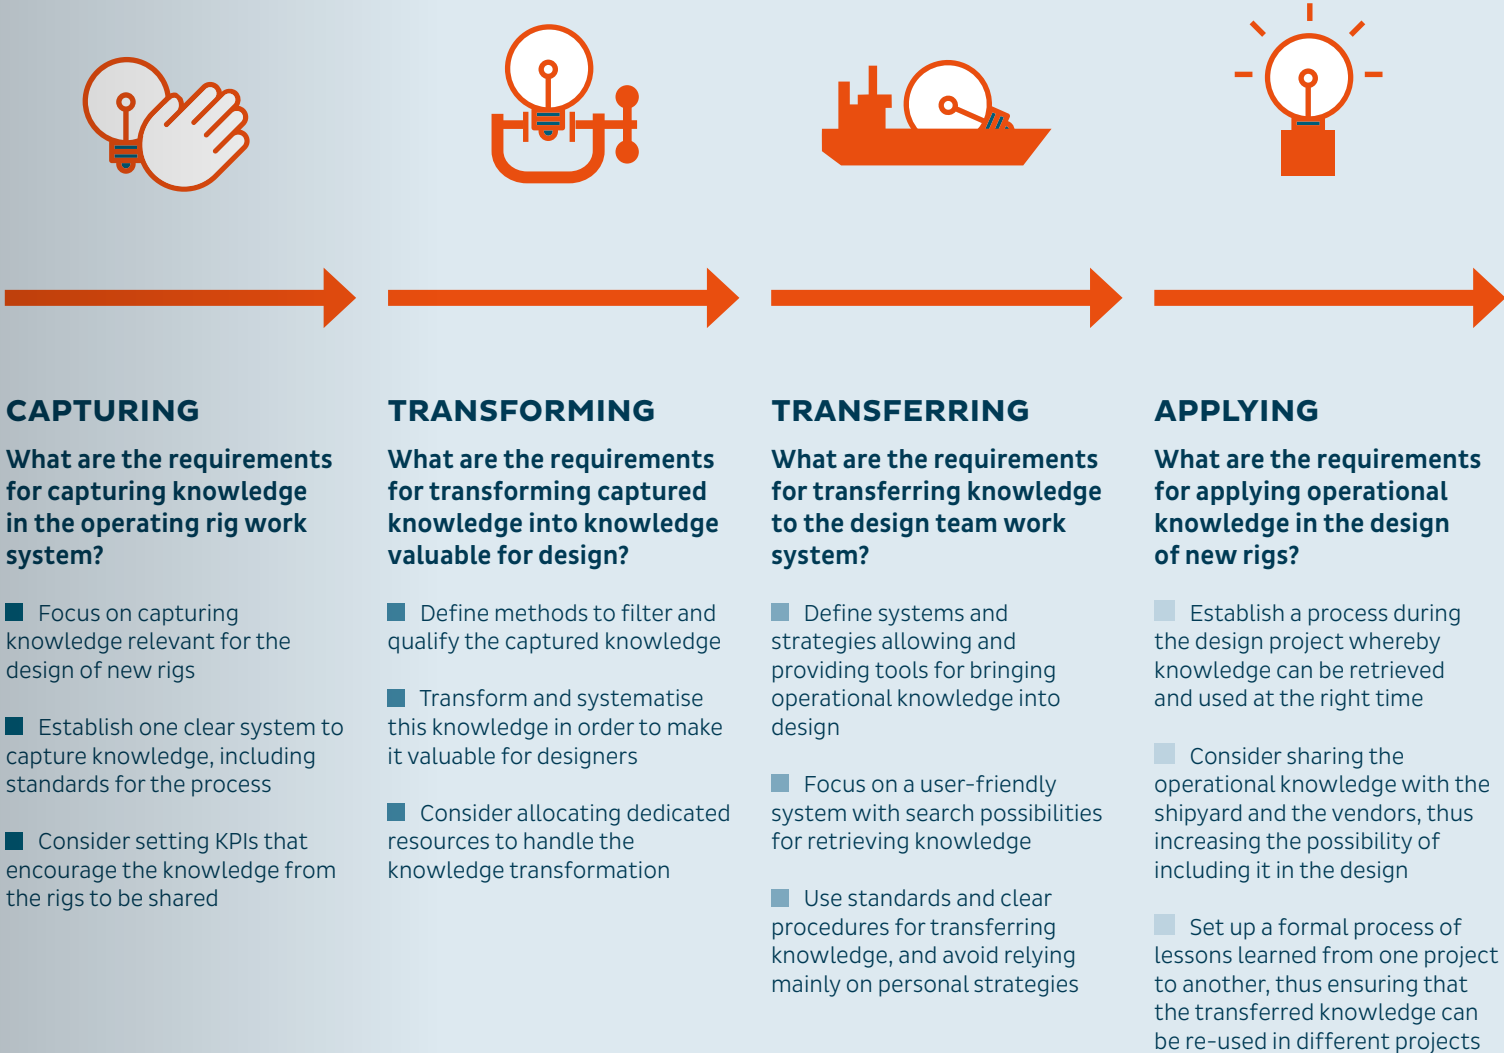 CAPTURING
What are the requirements
for capturing knowledge
in the operating rig work
system?
Focus on capturing
knowledge relevant for the
design of new rigs
Establish one clear system to
capture knowledge, including
standards for the process
Consider setting KPIs that
encourage the knowledge from
the rigs to be shared
TRANSFORMING
What are the requirements
for transforming captured
knowledge into knowledge
valuable for design?
Define methods to filter and
qualify the captured knowledge
Transform and systematise
this knowledge in order to make
it valuable for designers
Consider allocating dedicated
resources to handle the
knowledge transformation
TRANSFERRING
What are the requirements
for transferring knowledge
to the design team work
system?
Define systems and
strategies allowing and
providing tools for bringing
operational knowledge into
design
Focus on a user-friendly
system with search possibilities
for retrieving knowledge
Use standards and clear
procedures for transferring
knowledge, and avoid relying
mainly on personal strategies
APPLYING
What are the requirements
for applying operational
knowledge in the design
of new rigs?
Establish a process during
the design project whereby
knowledge can be retrieved
and used at the right time
Consider sharing the
operational knowledge with the
shipyard and the vendors, thus
increasing the possibility of
including it in the design
Set up a formal process of
lessons learned from one project
to another, thus ensuring that
the transferred knowledge can
be re-used in different projects